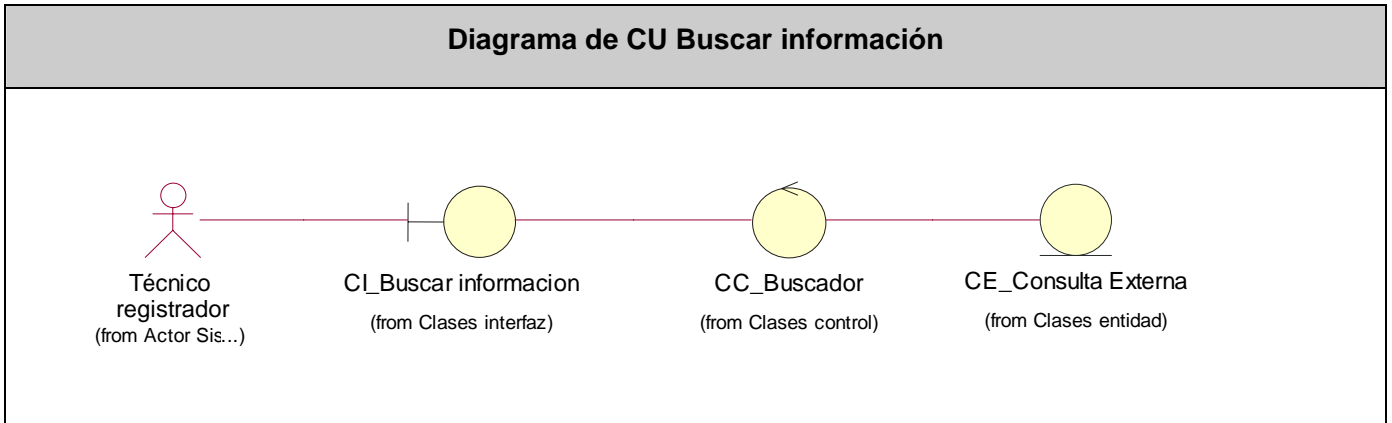 Diagrama de CU Buscar información
Técnico
registrador
(from Actor Sis...)
CI_Buscar informacion
(from Clases interfaz)
CC_Buscador
(from Clases control)
CE_Consulta Externa
(from Clases entidad)